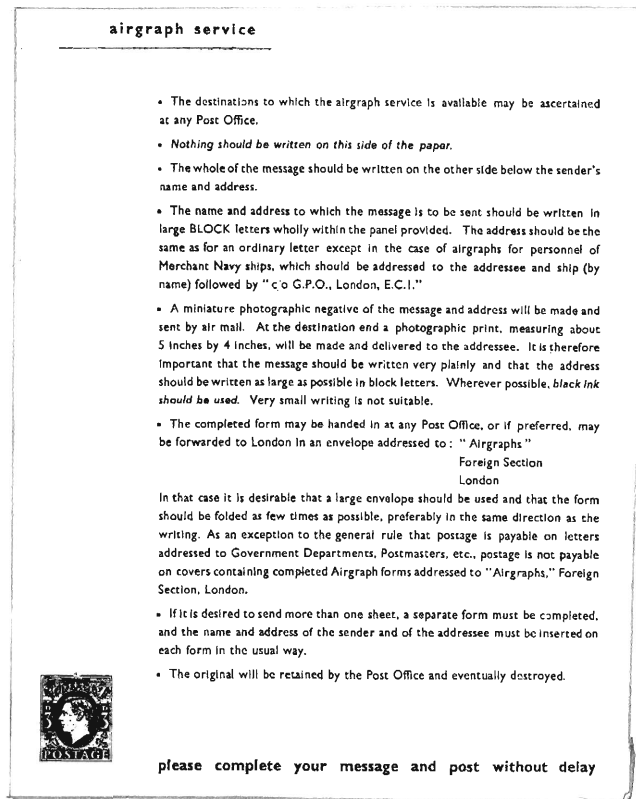 airgraph service
• The destinations to which the airgraph service is available may be ascertained
at any Post Office.
• Nothing should be written on this side of the paper.
• The whole of the message should be written on the other side below the sender's
name and address.
• The name and address to which the message is to be sent should be written in
large BLOCK letters wholly within the panel provided. The address should be the
same as for an ordinary letter except in the case of airgraphs for personnel of
Merchant Navy ships, which should be addressed to the addressee and ship (by
name) followed by "c/o G.P.O., London, E.C.1."
• A miniature photographic negative of the message and address will be made and
sent by air mail. At the destination end a photographic print, measuring about
5 inches by 4 inches, will be made and delivered to the addressee. It is therefore
important that the message should be written very plainly and that the address
should be written as large as possible in block letters. Wherever possible, black ink
should be used. Very small writing is not suitable.
• The completed form may be handed in at any Post Office, or if preferred, may
be forwarded to London in an envelope addressed to : "Airgraphs"
Foreign Section
London
In that case it is desirable that a large envelope should be used and that the form
should be folded as few times as possible, preferably in the same direction as the
writing. As an exception to the general rule that postage is payable on letters
addressed to Government Departments, Postmasters, etc., postage is not payable
on covers containing completed Airgraph forms addressed to "Airgraphs," Foreign
Section, London.
• If it is desired to send more than one sheet, a separate form must be completed,
and the name and address of the sender and of the addressee must be inserted on
each form in the usual way.
• The original will be retained by the Post Office and eventually destroyed.
3 3
POSTAGE
please complete your message and post without delay